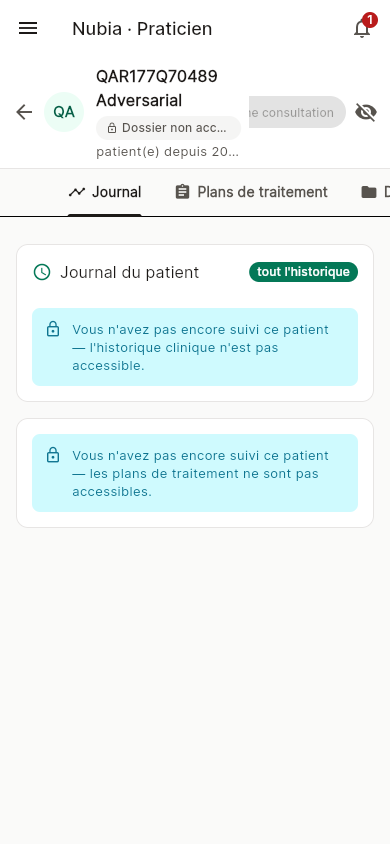 Nubia · Praticien
1
QA
QAR177Q70489
Adversarial
Dossier non acc...
patient(e) depuis 20...
consultation
Journal
Plans de traitement
Journal du patient
tout l'historique
Vous n'avez pas encore suivi ce patient
— l'historique clinique n'est pas
accessible.
Vous n'avez pas encore suivi ce patient
— les plans de traitement ne sont pas
accessibles.